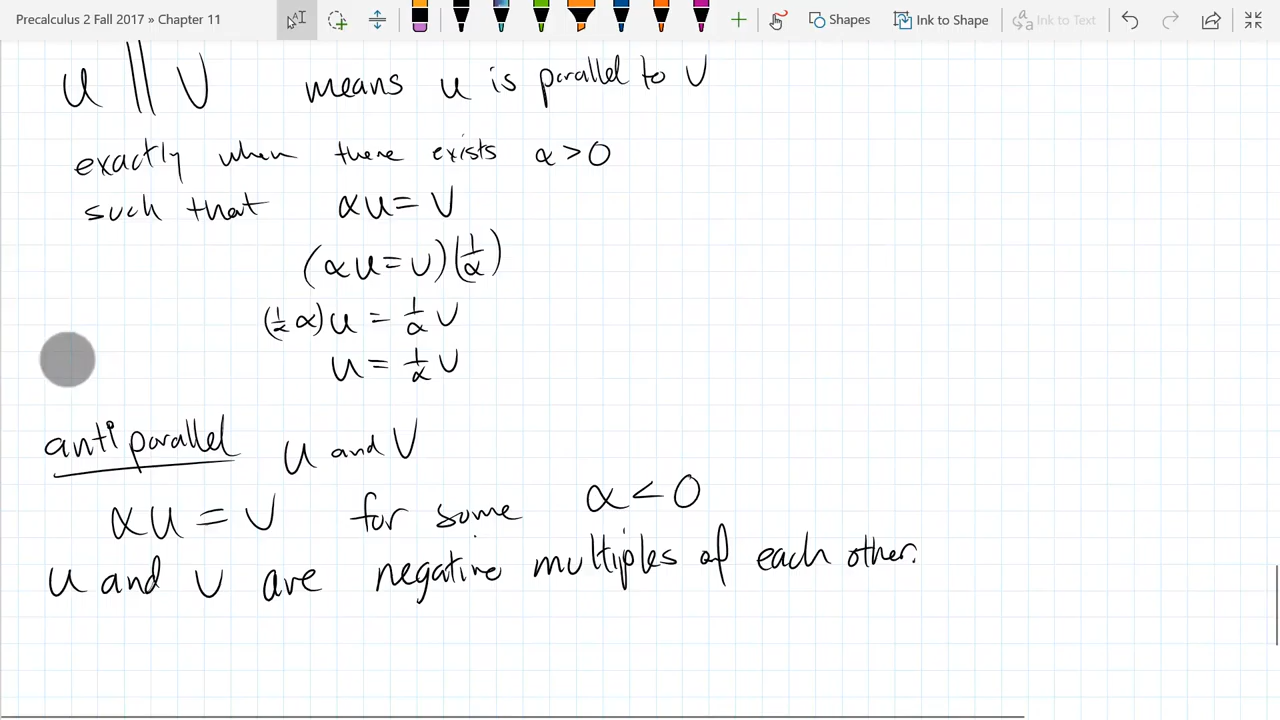 Precalculus 2 Fall 2017 » Chapter 11
Shapes
Ink to Shape
Ink to Text
u ∥ v means u is parallel to v
exactly when there exists α > 0
such that αu = v
(αu = v)(1/α)
(1/α α)u = 1/α v
u = 1/α v
antiparallel u and v
αu = v for some α < 0
u and v are negative multiples of each other.